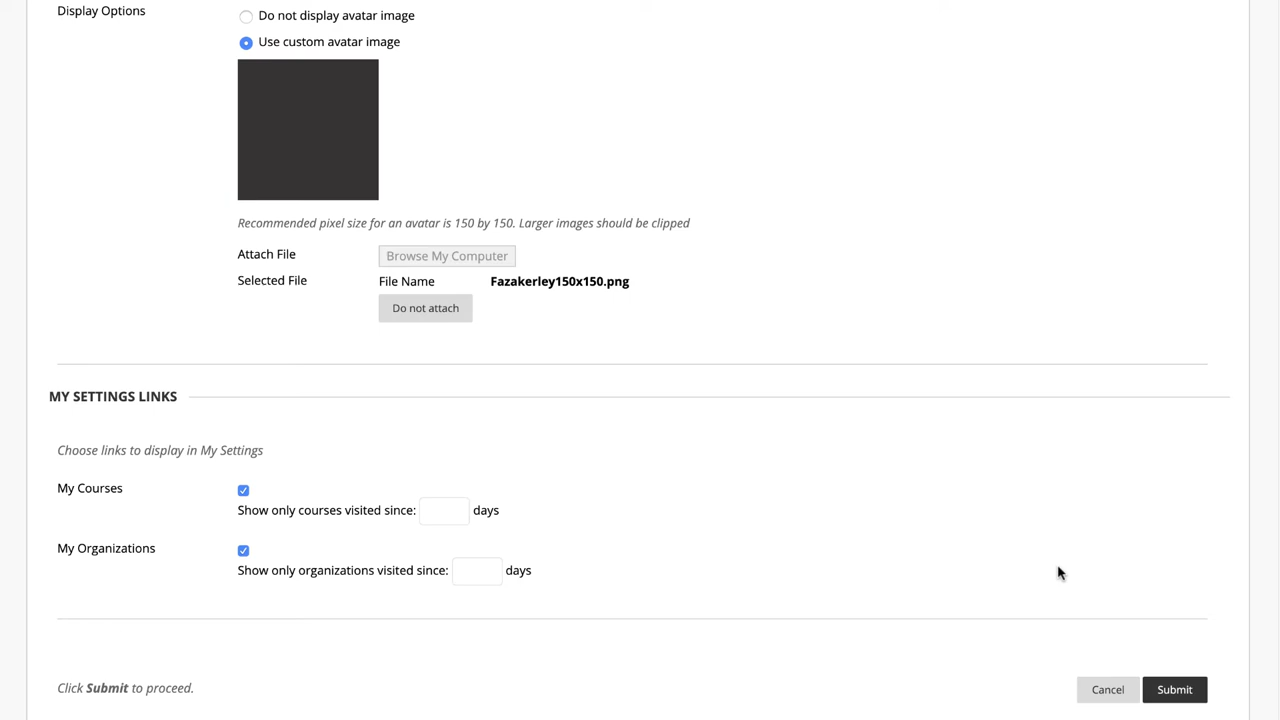 Display Options
Do not display avatar image
Use custom avatar image
Recommended pixel size for an avatar is 150 by 150. Larger images should be clipped
Attach File Browse My Computer
Selected File File Name Fazakerley150x150.png
Do not attach
MY SETTINGS LINKS
Choose links to display in My Settings
My Courses
Show only courses visited since: days
My Organizations
Show only organizations visited since: days
Click Submit to proceed. Cancel Submit